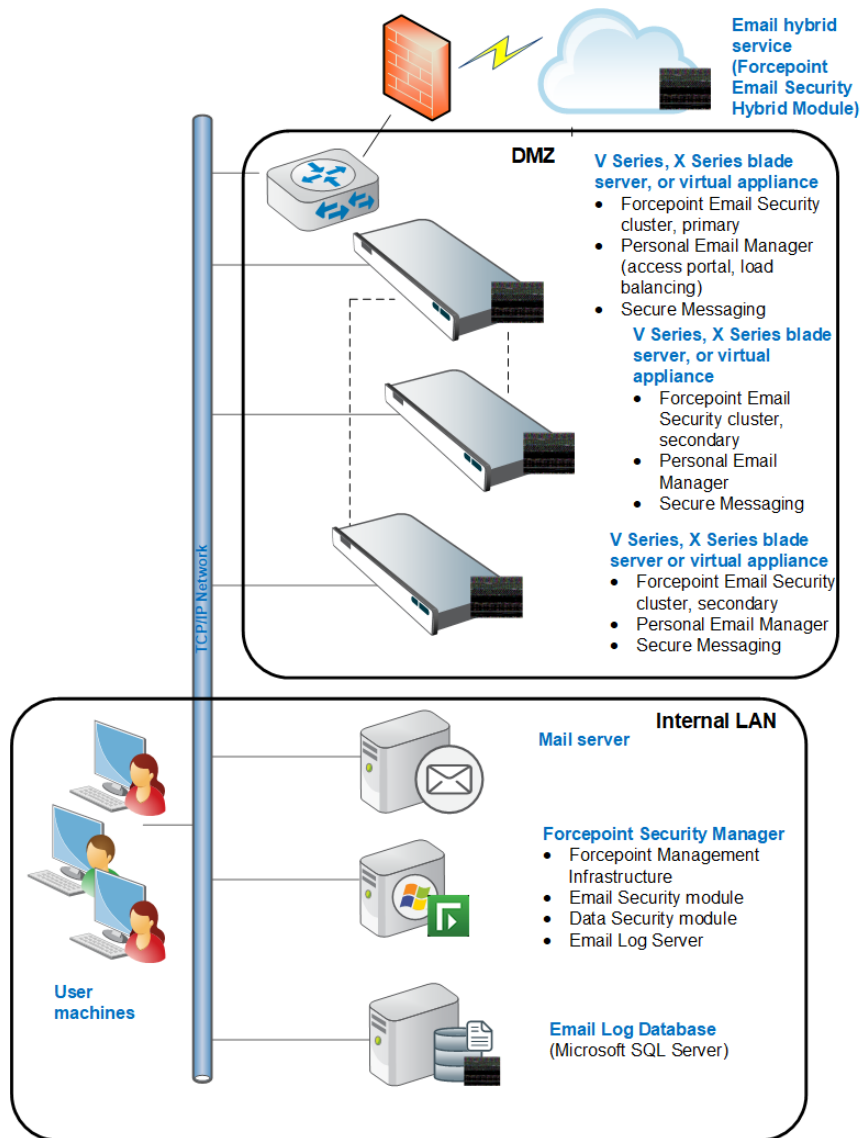 Email hybrid
service
(Forcepoint
Email Security
Hybrid Module)
DMZ
V Series, X Series blade
server, or virtual appliance
• Forcepoint Email Security
cluster, primary
• Personal Email Manager
(access portal, load
balancing)
• Secure Messaging
V Series, X Series blade
server, or virtual
appliance
• Forcepoint Email
Security cluster,
secondary
• Personal Email
Manager
• Secure Messaging
V Series, X Series blade
server or virtual appliance
• Forcepoint Email Security
cluster, secondary
• Personal Email Manager
• Secure Messaging
TCP/IP Network
Internal LAN
Mail server
Forcepoint Security Manager
• Forcepoint Management
Infrastructure
• Email Security module
• Data Security module
• Email Log Server
User
machines
Email Log Database
(Microsoft SQL Server)